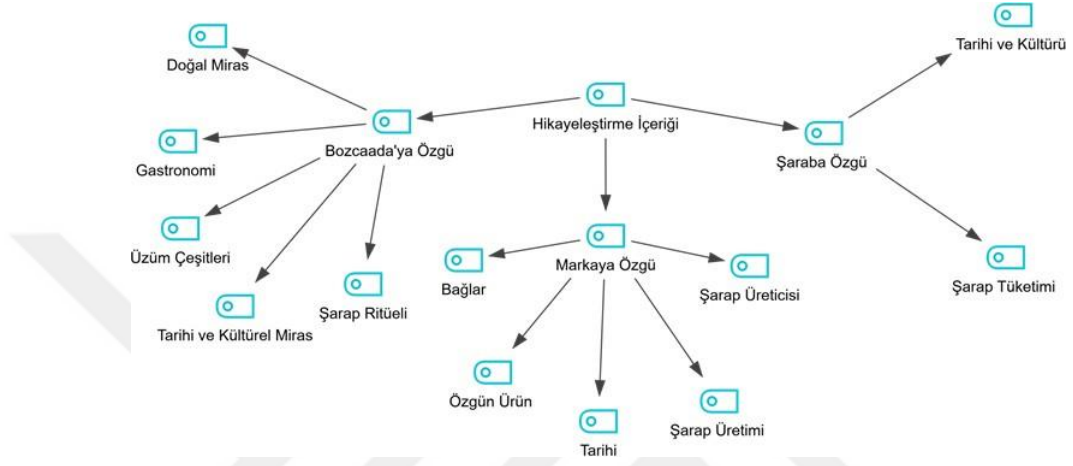 Tarihi ve Kültürü
Doğal Miras
Hikayeleştirme İçeriği
Bozcaada'ya Özgü
Şaraba Özgü
Gastronomi
Üzüm Çeşitleri
Markaya Özgü
Bağlar
Şarap Üreticisi
Şarap Tüketimi
Şarap Ritüeli
Tarihi ve Kültürel Miras
Özgün Ürün
Şarap Üretimi
Tarihi